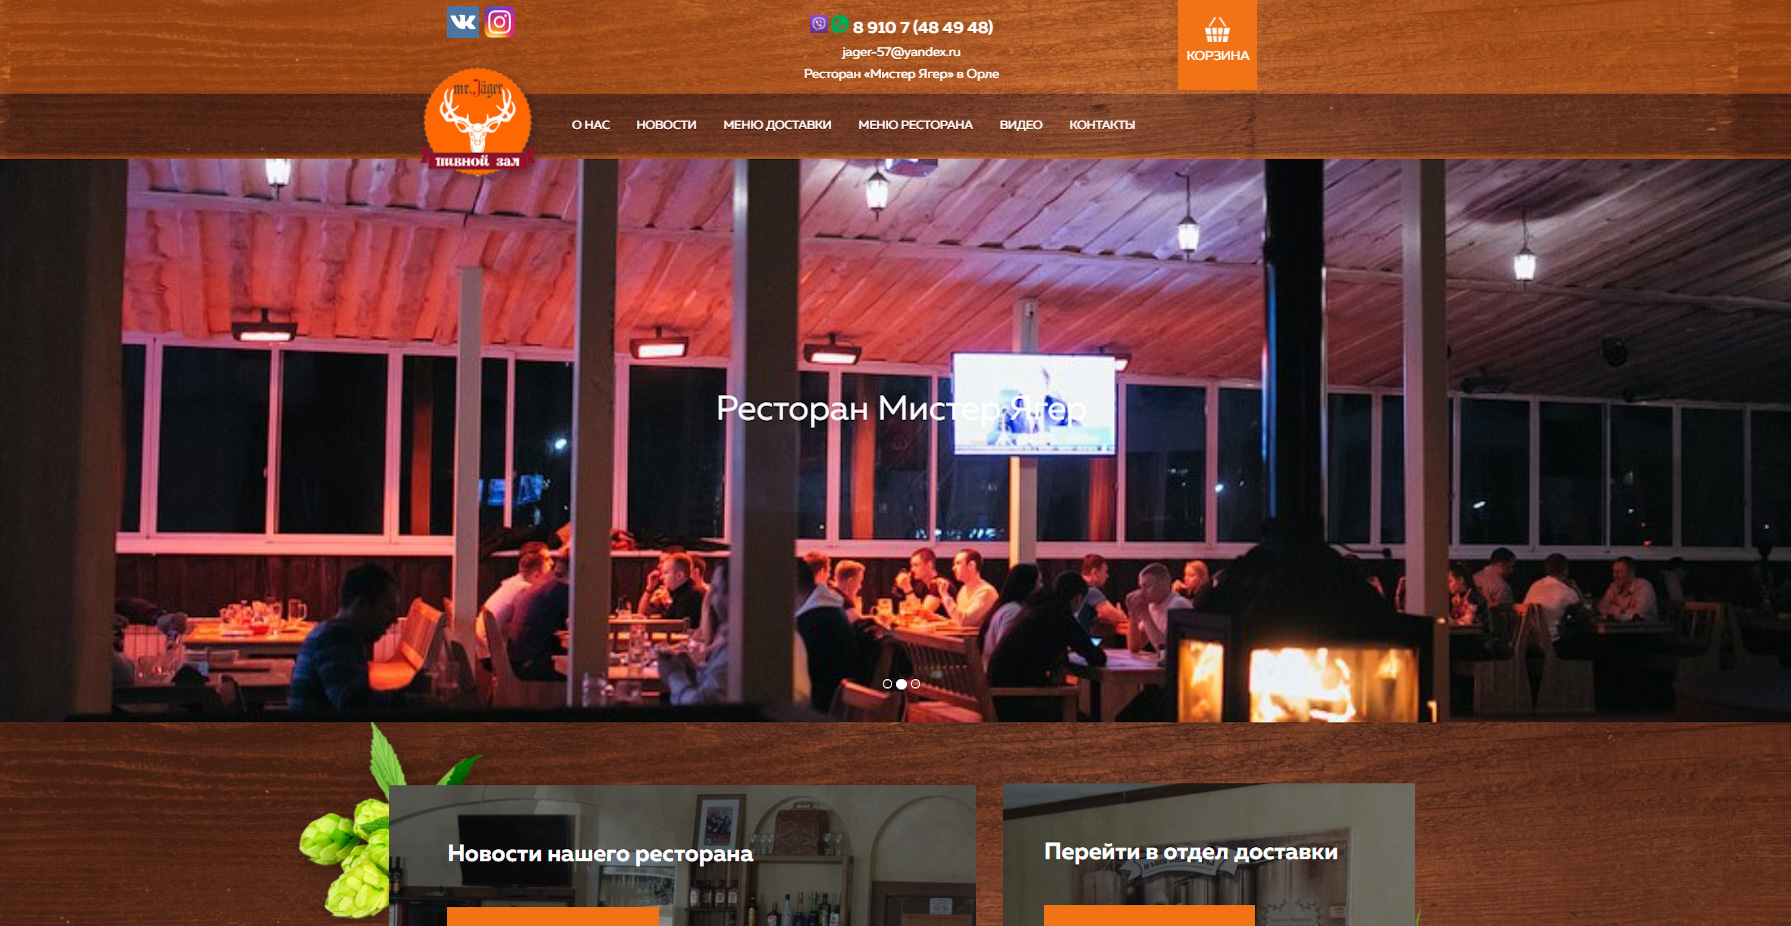 8 910 7 (48 49 48)
jager-57@yandex.ru
Ресторан «Мистер Ягер» в Орле
КОРЗИНА
mr. Jäger
пивной зал
О НАС
НОВОСТИ
МЕНЮ ДОСТАВКИ
МЕНЮ РЕСТОРАНА
ВИДЕО
КОНТАКТЫ
Ресторан Мистер Ягер
Новости нашего ресторана
Перейти в отдел доставки